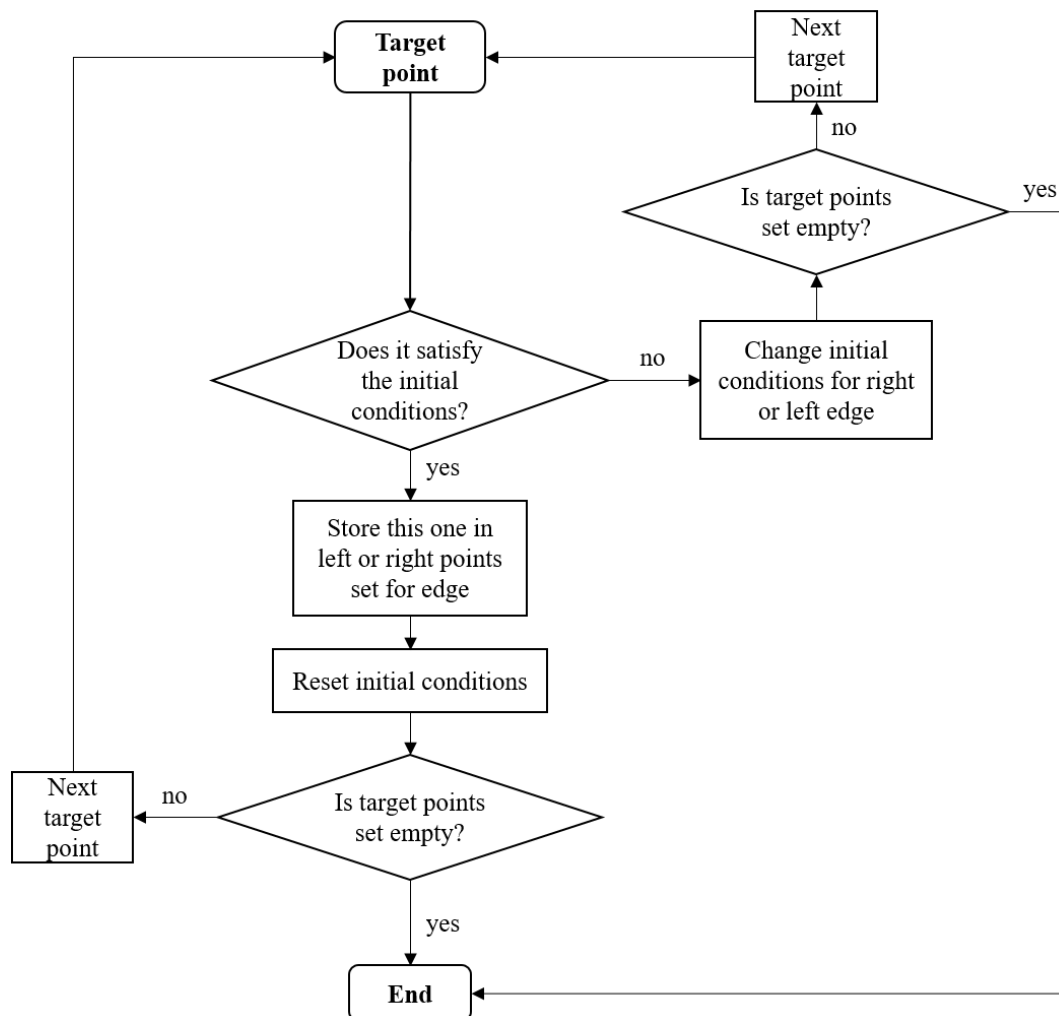 Target
point
Next
target
point
no
Is target points
set empty?
yes
Does it satisfy
the initial
conditions?
no
Change initial
conditions for right
or left edge
yes
Store this one in
left or right points
set for edge
Reset initial conditions
Next
target
point
no
Is target points
set empty?
yes
End